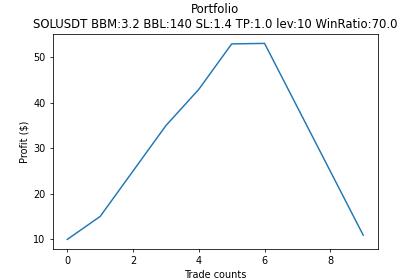 Portfolio
SOLUSDT BBM:3.2 BBL:140 SL:1.4 TP:1.0 lev:10 WinRatio:70.0
Profit ($)
50
40
30
20
10
0 2 4 6 8
Trade counts